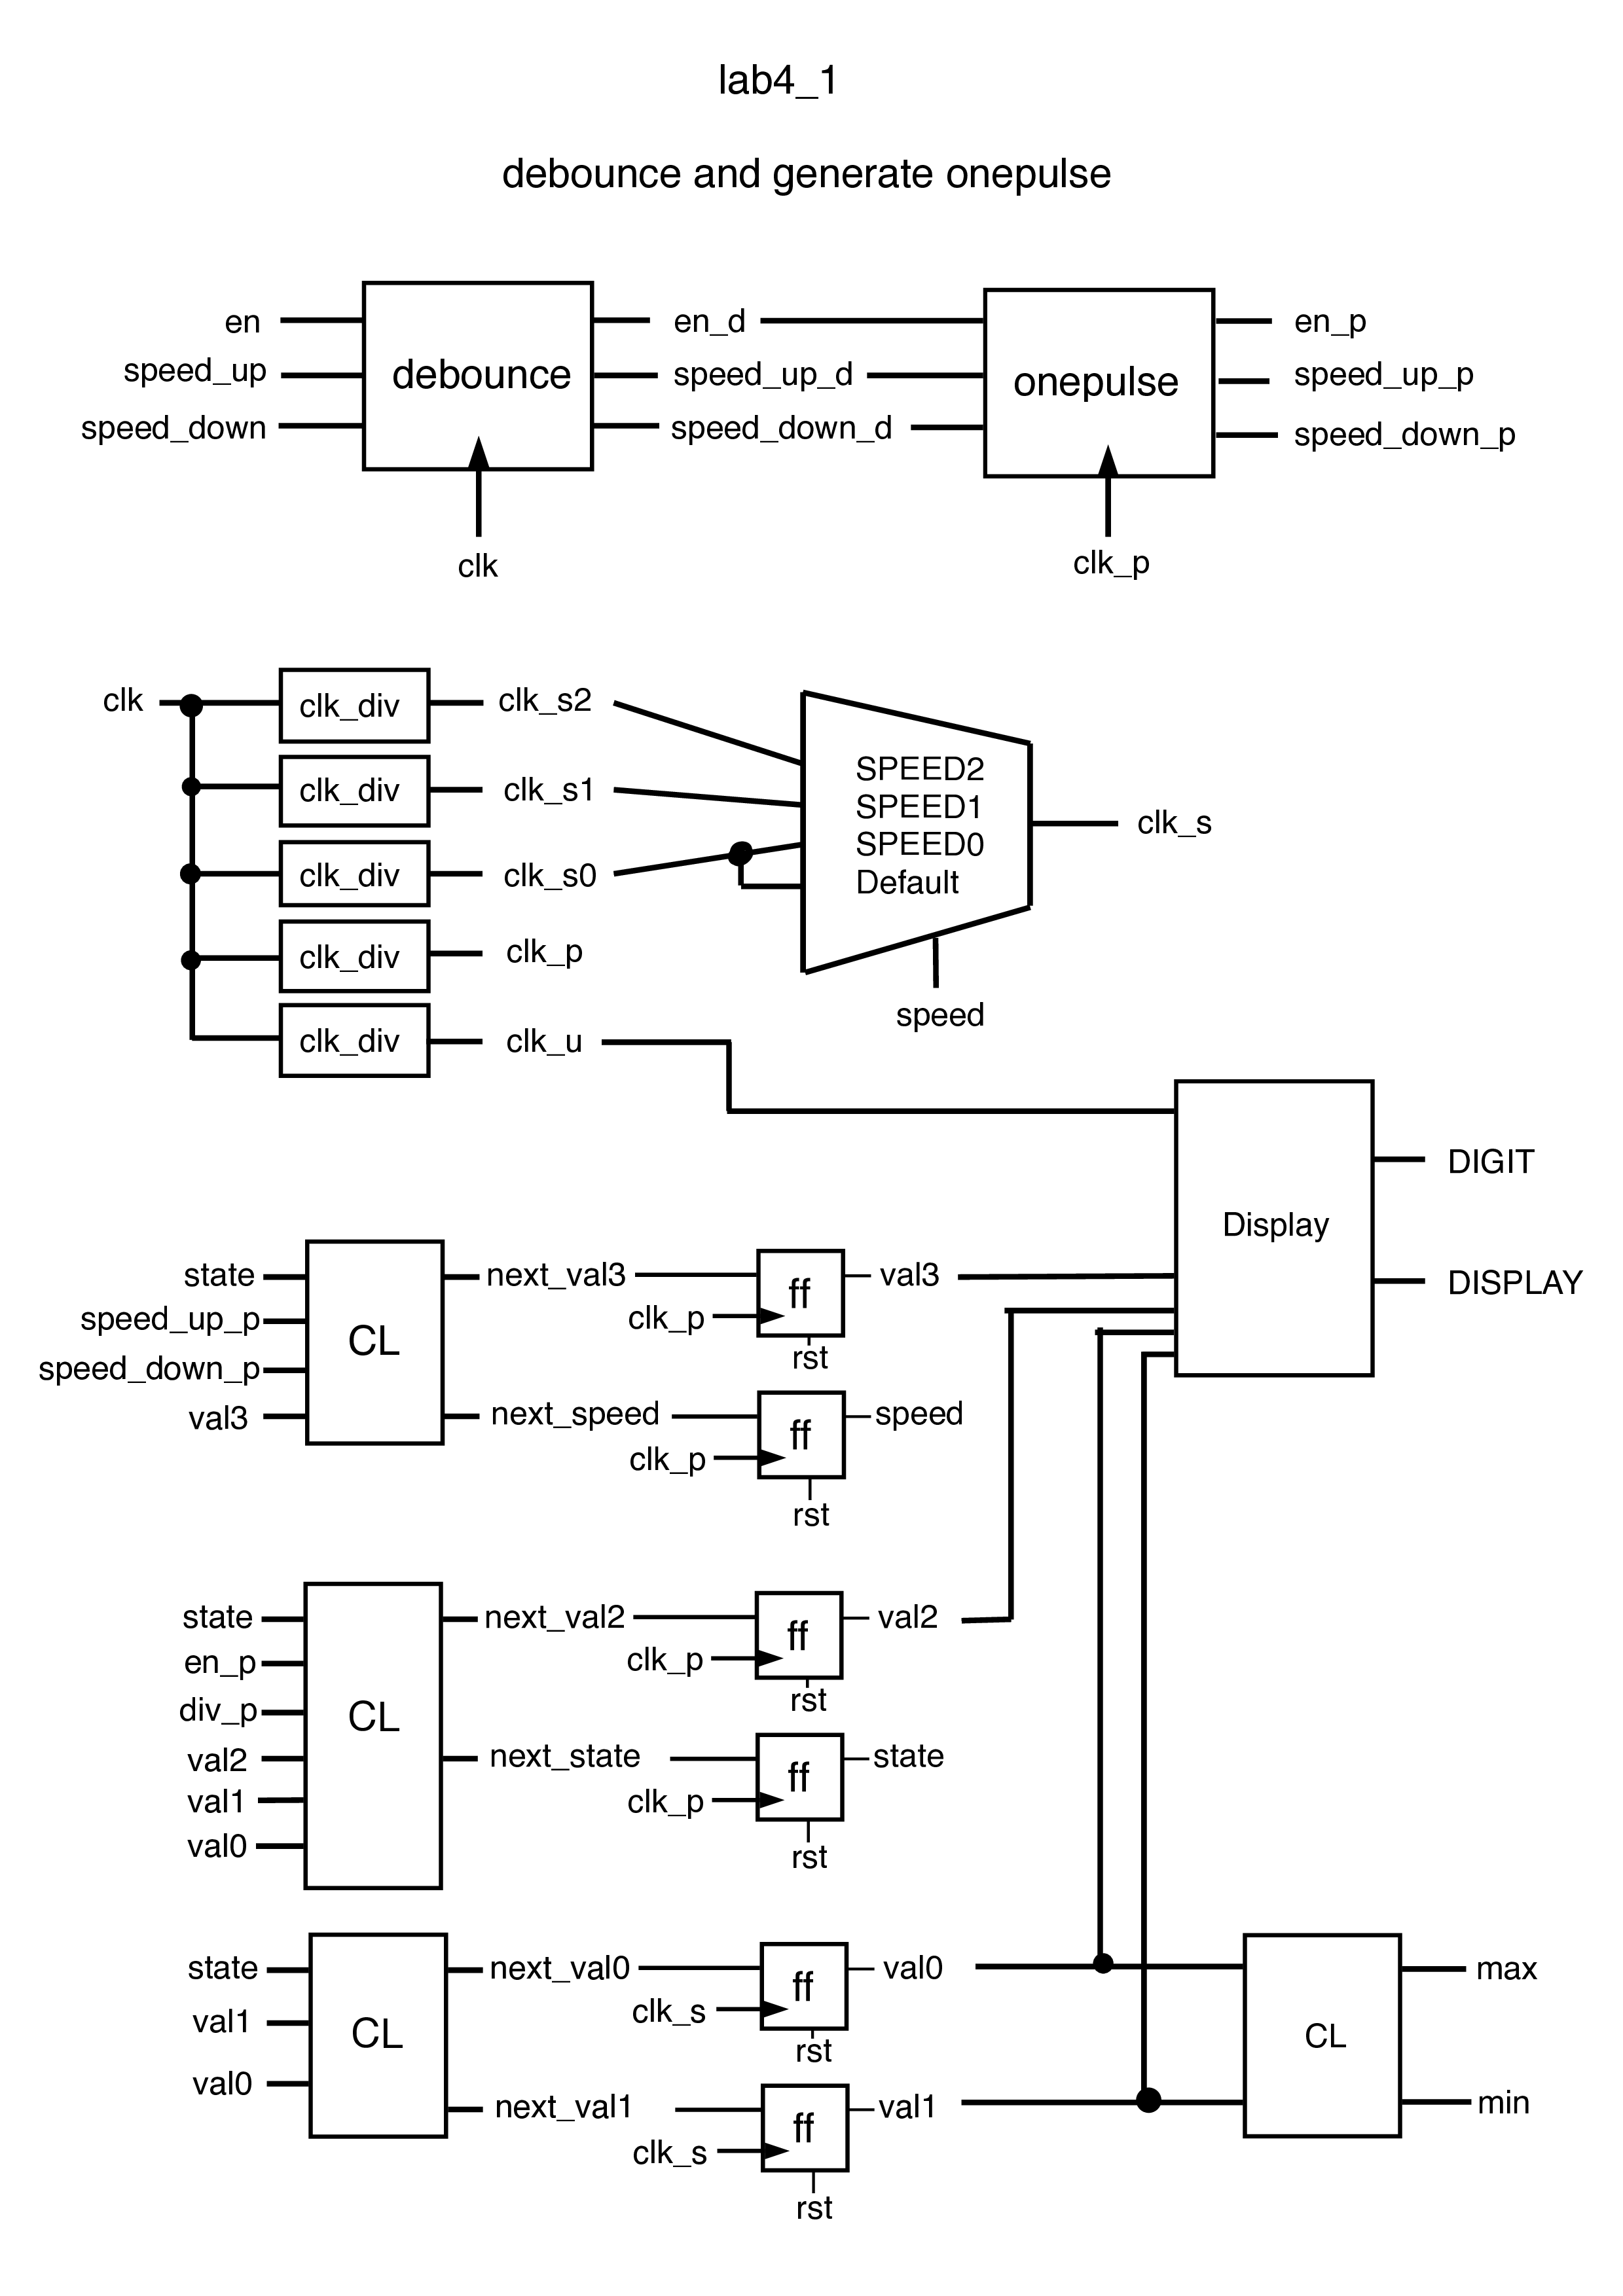 lab4_1
debounce and generate onepulse
en
speed_up
speed_down
debounce
clk
en_d
speed_up_d
speed_down_d
onepulse
clk_p
en_p
speed_up_p
speed_down_p
clk
clk_div
clk_s2
clk_div
clk_s1
clk_div
clk_s0
clk_div
clk_p
clk_div
clk_u
SPEED2
SPEED1
SPEED0
Default
speed
clk_s
Display
DIGIT
DISPLAY
state
speed_up_p
speed_down_p
val3
CL
next_val3
clk_p
ff
rst
val3
next_speed
clk_p
ff
rst
speed
state
en_p
div_p
val2
val1
val0
CL
next_val2
clk_p
ff
rst
val2
next_state
clk_p
ff
rst
state
state
val1
val0
CL
next_val0
clk_s
ff
rst
val0
next_val1
clk_s
ff
rst
val1
CL
max
min